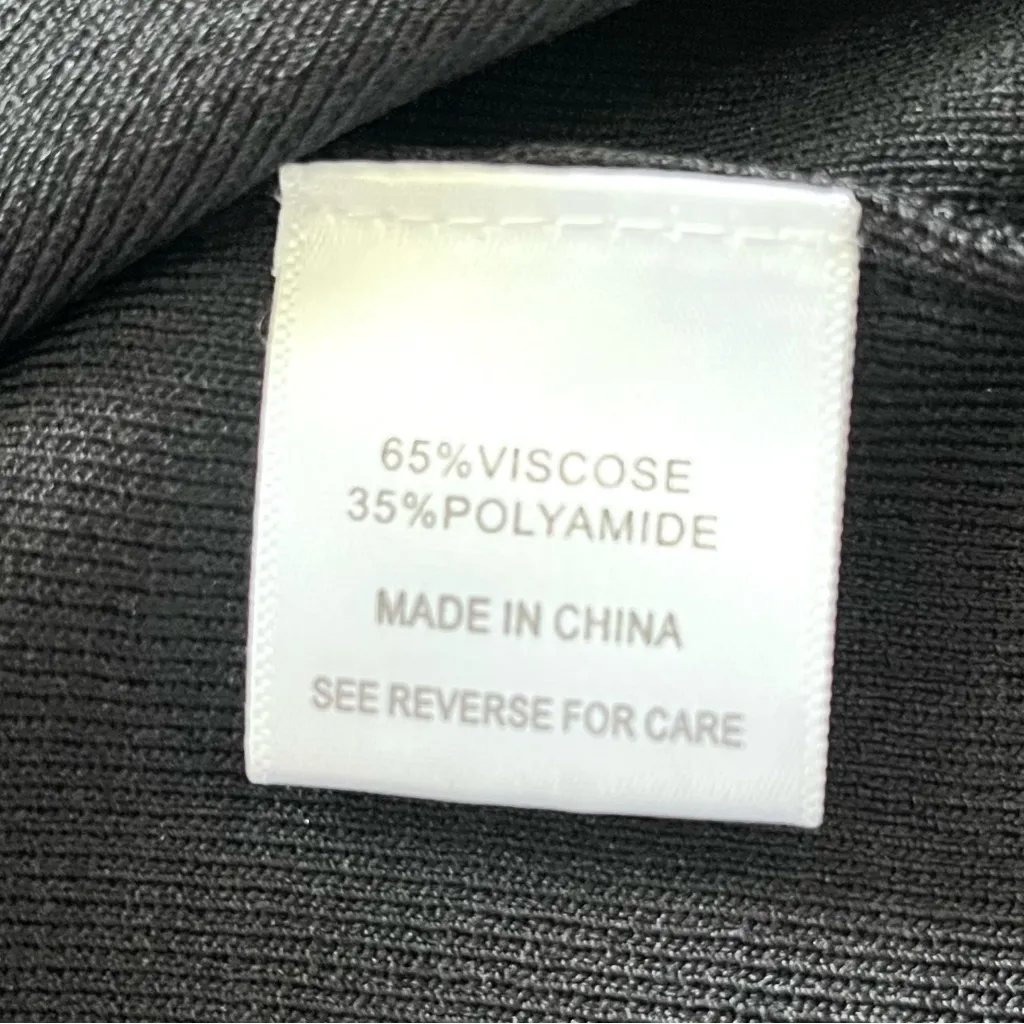 65%VISCOSE
35%POLYAMIDE
MADE IN CHINA
SEE REVERSE FOR CARE